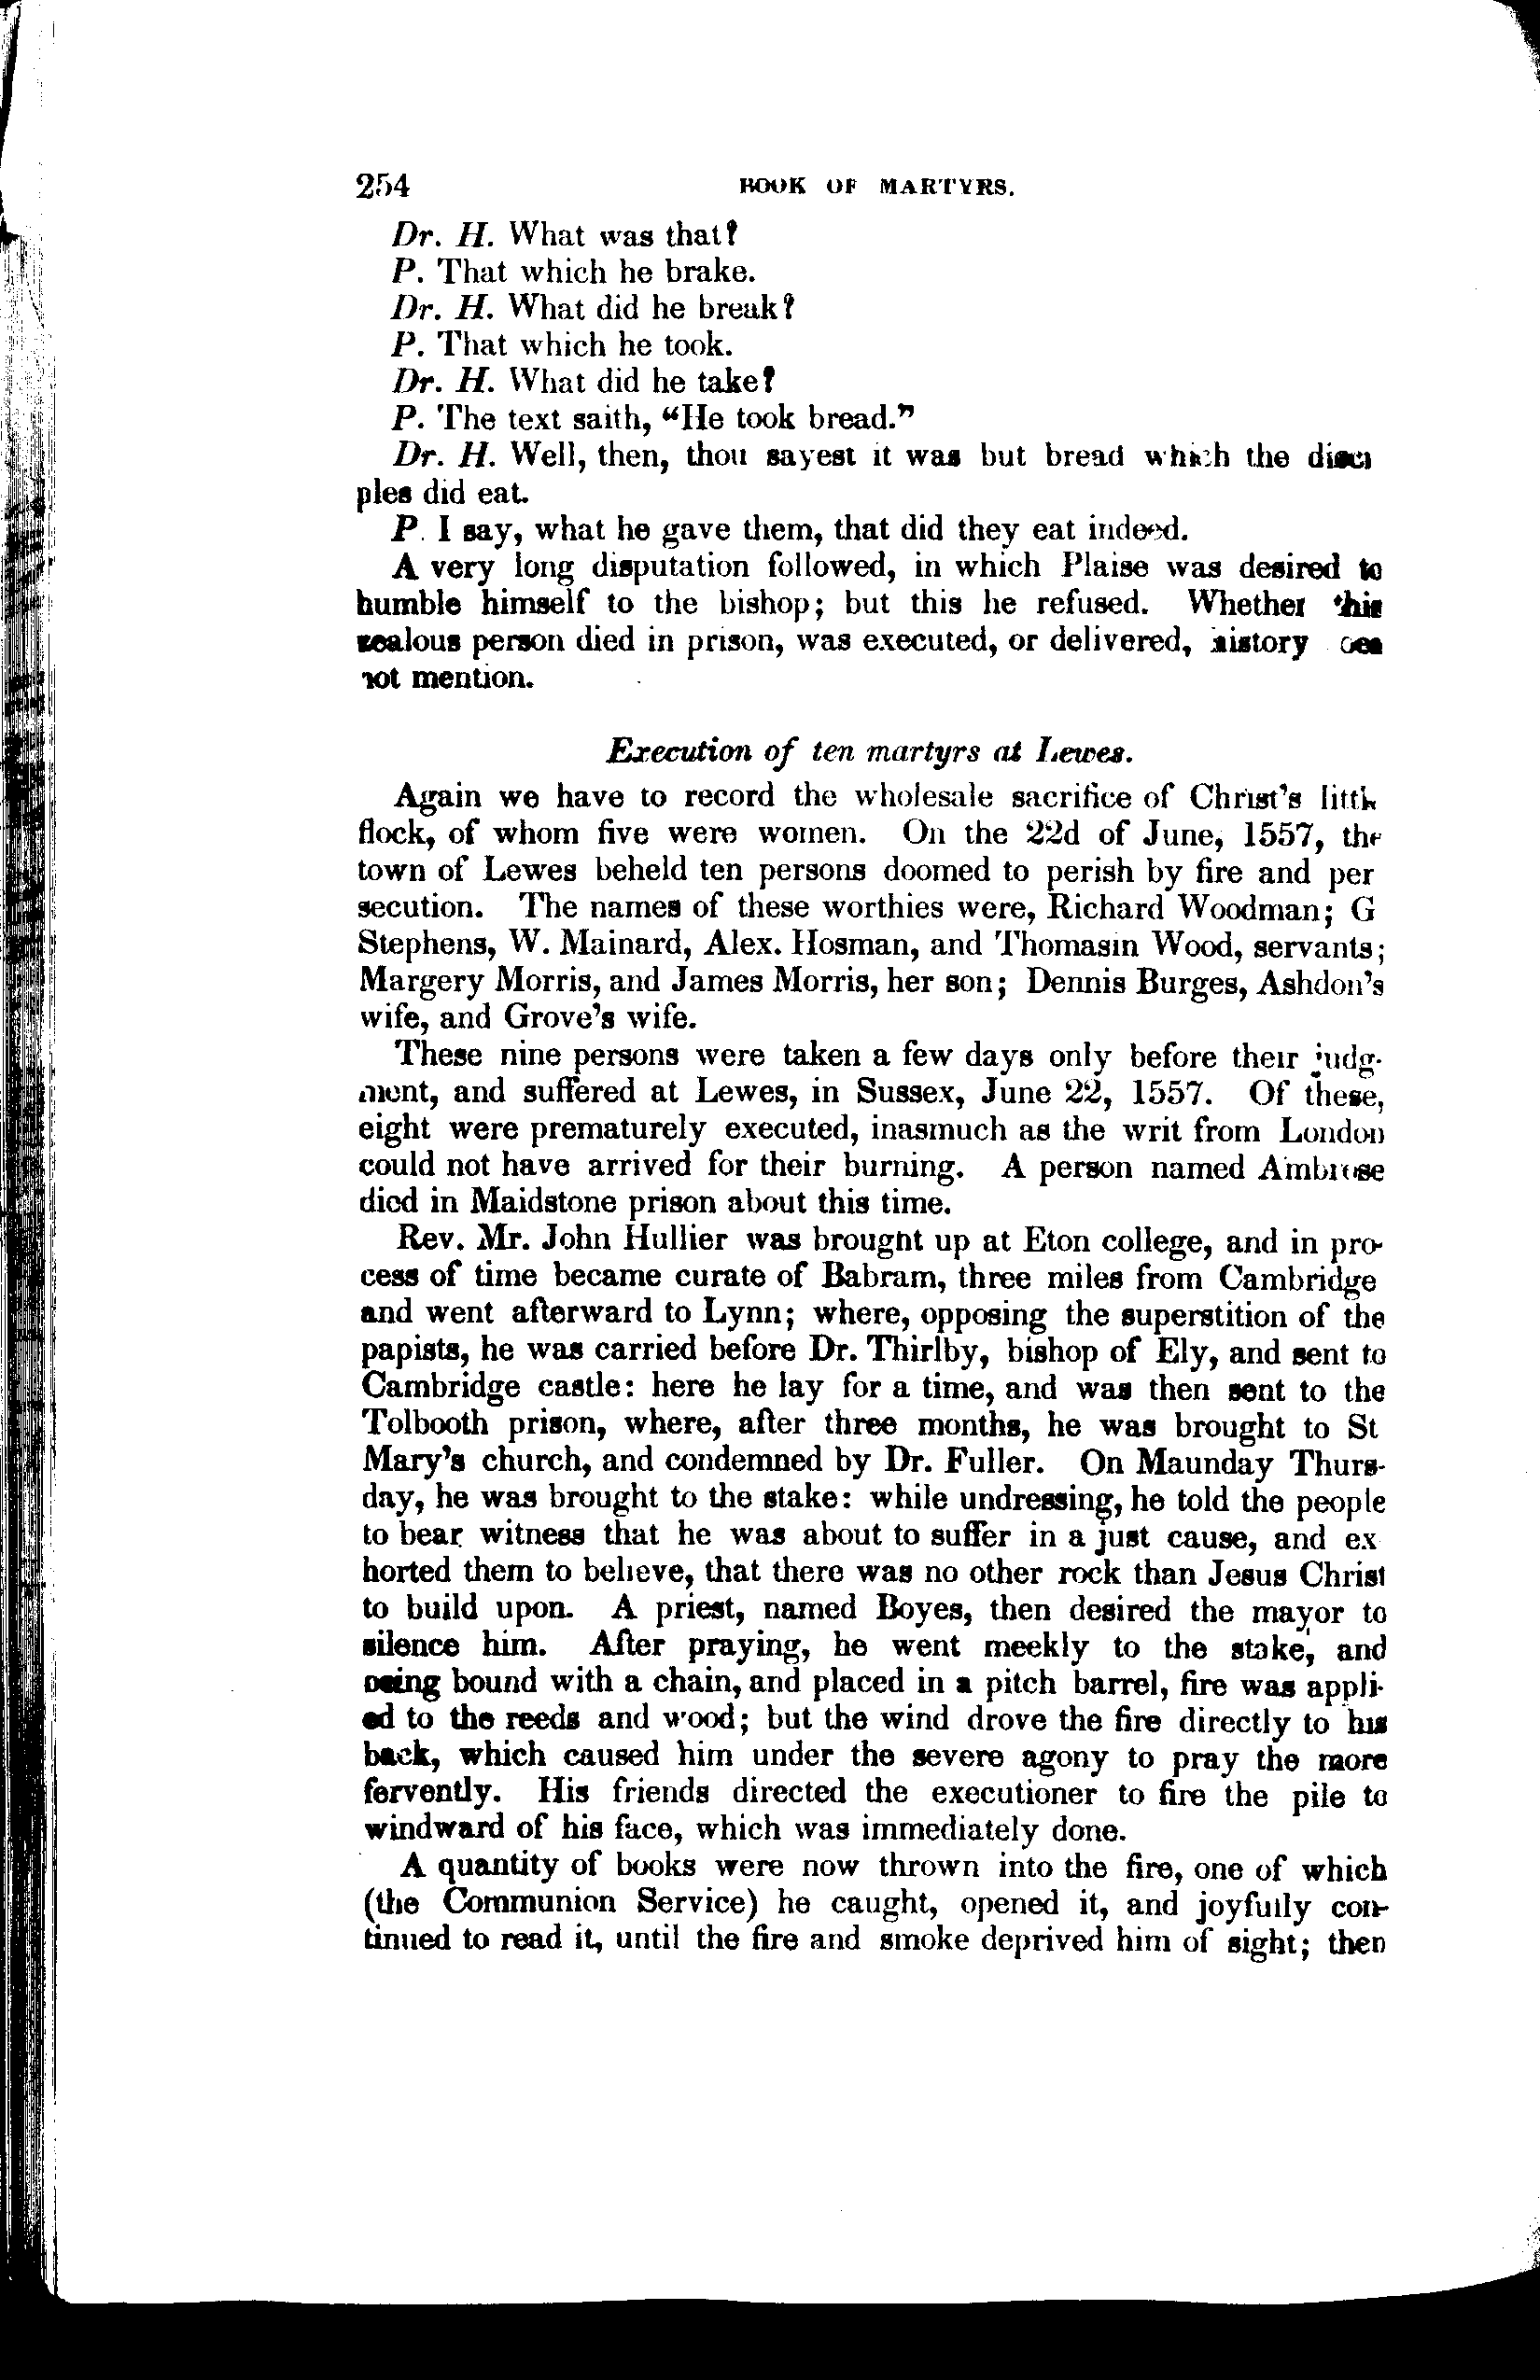 254 BOOK OF MARTYRS.
Dr. H. What was that?
P. That which he brake.
Dr. H. What did he break?
P. That which he took.
Dr. H. What did he take?
P. The text saith, “He took bread.”
Dr. H. Well, then, thou sayest it was but bread which the disci
ples did eat.
P. I say, what he gave them, that did they eat indeed.
A very long disputation followed, in which Plaise was desired to
humble himself to the bishop; but this he refused. Whether this
zealous person died in prison, was executed, or delivered, history oes
not mention.
Execution of ten martyrs at Lewes.
Again we have to record the wholesale sacrifice of Christ's little
flock, of whom five were women. On the 22d of June, 1557, the
town of Lewes beheld ten persons doomed to perish by fire and per
secution. The names of these worthies were, Richard Woodman; G
Stephens, W. Mainard, Alex. Hosman, and Thomasin Wood, servants;
Margery Morris, and James Morris, her son; Dennis Burges, Ashdon's
wife, and Grove's wife.
These nine persons were taken a few days only before their judg-
ment, and suffered at Lewes, in Sussex, June 22, 1557. Of these,
eight were prematurely executed, inasmuch as the writ from London
could not have arrived for their burning. A person named Ambrose
died in Maidstone prison about this time.
Rev. Mr. John Hullier was brought up at Eton college, and in pro-
cess of time became curate of Babram, three miles from Cambridge
and went afterward to Lynn; where, opposing the superstition of the
papists, he was carried before Dr. Thirlby, bishop of Ely, and sent to
Cambridge castle: here he lay for a time, and was then sent to the
Tolbooth prison, where, after three months, he was brought to St
Mary's church, and condemned by Dr. Fuller. On Maunday Thurs-
day, he was brought to the stake: while undressing, he told the people
to bear witness that he was about to suffer in a just cause, and ex
horted them to believe, that there was no other rock than Jesus Christ
to build upon. A priest, named Boyes, then desired the mayor to
silence him. After praying, he went meekly to the stake, and
being bound with a chain, and placed in a pitch barrel, fire was appli-
ed to the reeds and wood; but the wind drove the fire directly to his
back, which caused him under the severe agony to pray the more
fervently. His friends directed the executioner to fire the pile to
windward of his face, which was immediately done.
A quantity of books were now thrown into the fire, one of which
(the Communion Service) he caught, opened it, and joyfully con-
tinued to read it, until the fire and smoke deprived him of sight; then